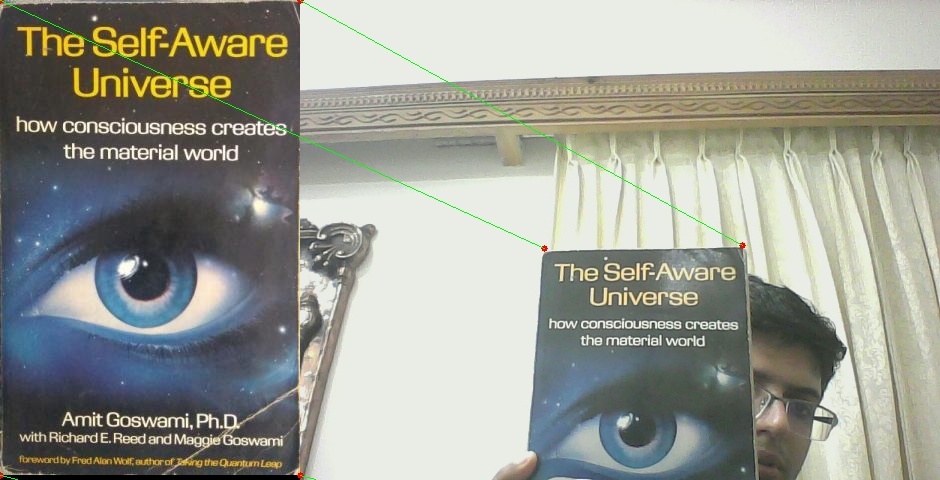 The Self-Aware
Universe
how consciousness creates
the material world
Amit Goswami, Ph.D.
with Richard E. Reed and Maggie Goswami
foreword by Fred Alan Wolf, author of Taking the Quantum Leap
The Self-Aware
Universe
how consciousness creates
the material world